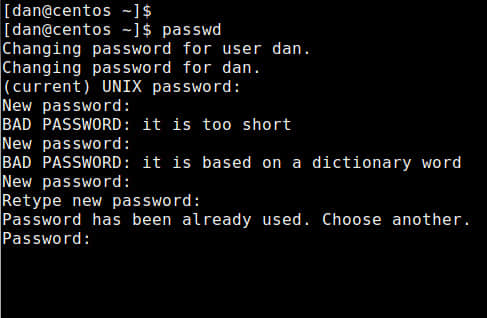 [dan@centos ~]$
[dan@centos ~]$ passwd
Changing password for user dan.
Changing password for dan.
(current) UNIX password:
New password:
BAD PASSWORD: it is too short
New password:
BAD PASSWORD: it is based on a dictionary word
New password:
Retype new password:
Password has been already used. Choose another.
Password: